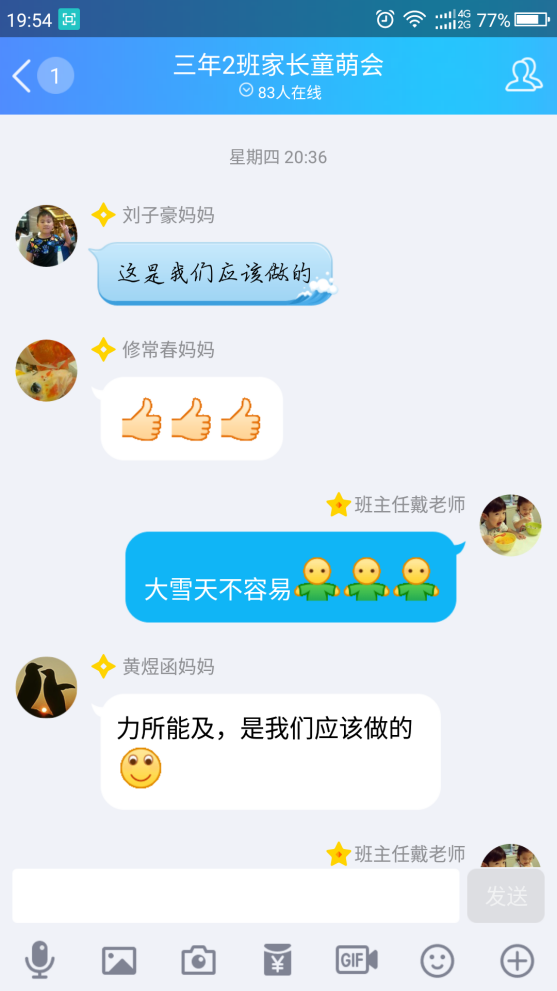 19:54
4G
2G
77%
1
三年2班家长童萌会
83人在线
星期四 20:36
刘子豪妈妈
这是我们应该做的
修常春妈妈
班主任戴老师
大雪天不容易
黄煜函妈妈
力所能及，是我们应该做的
班主任戴老师
发送
¥
GIF